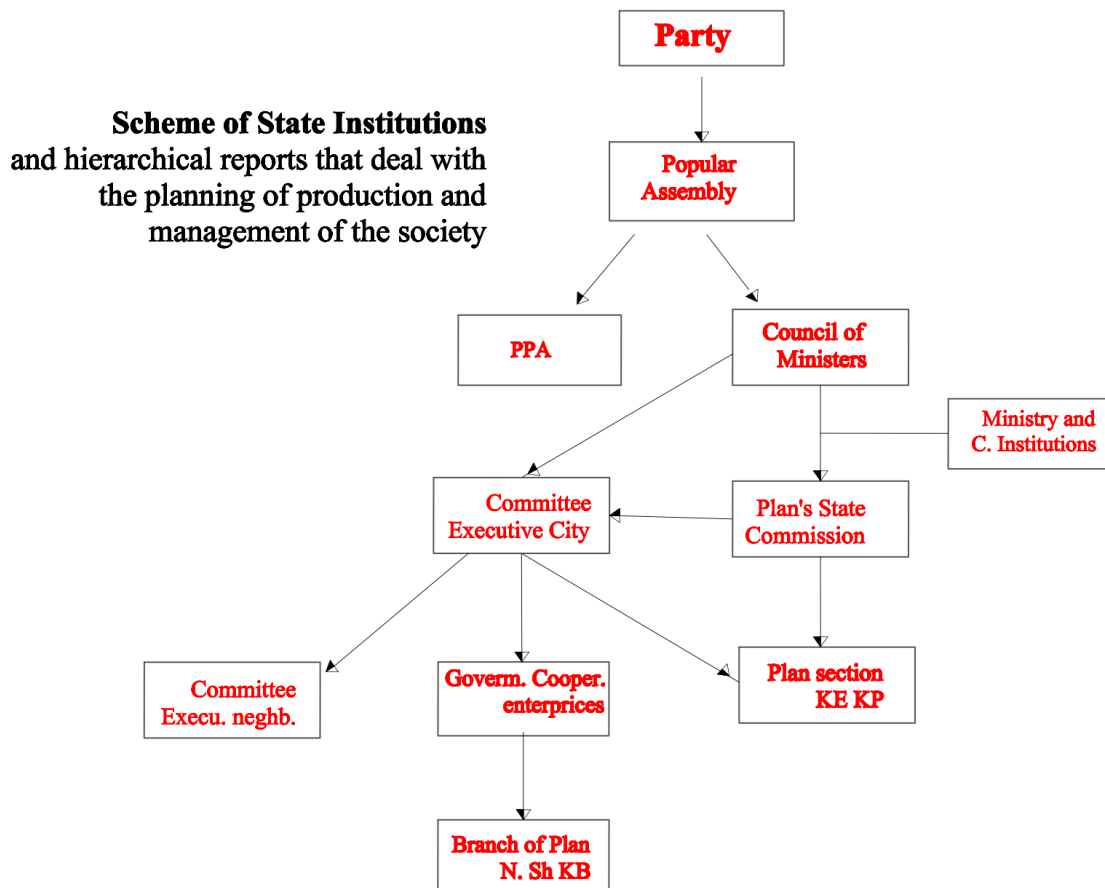 Party
Scheme of State Institutions
and hierarchical reports that deal with
the planning of production and
management of the society
Popular
Assembly
PPA
Council of
Ministers
Ministry and
C. Institutions
Committee
Executive City
Plan's State
Commission
Committee
Execu. neghb.
Governm. Cooper.
enterprices
Plan section
KE KP
Branch of Plan
N. Sh KB